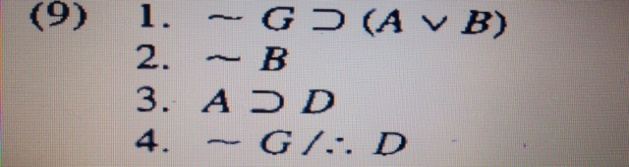 (9) 1. ~ G ⊃ (A ∨ B)
2. ~ B
3. A ⊃ D
4. ~ G /∴ D